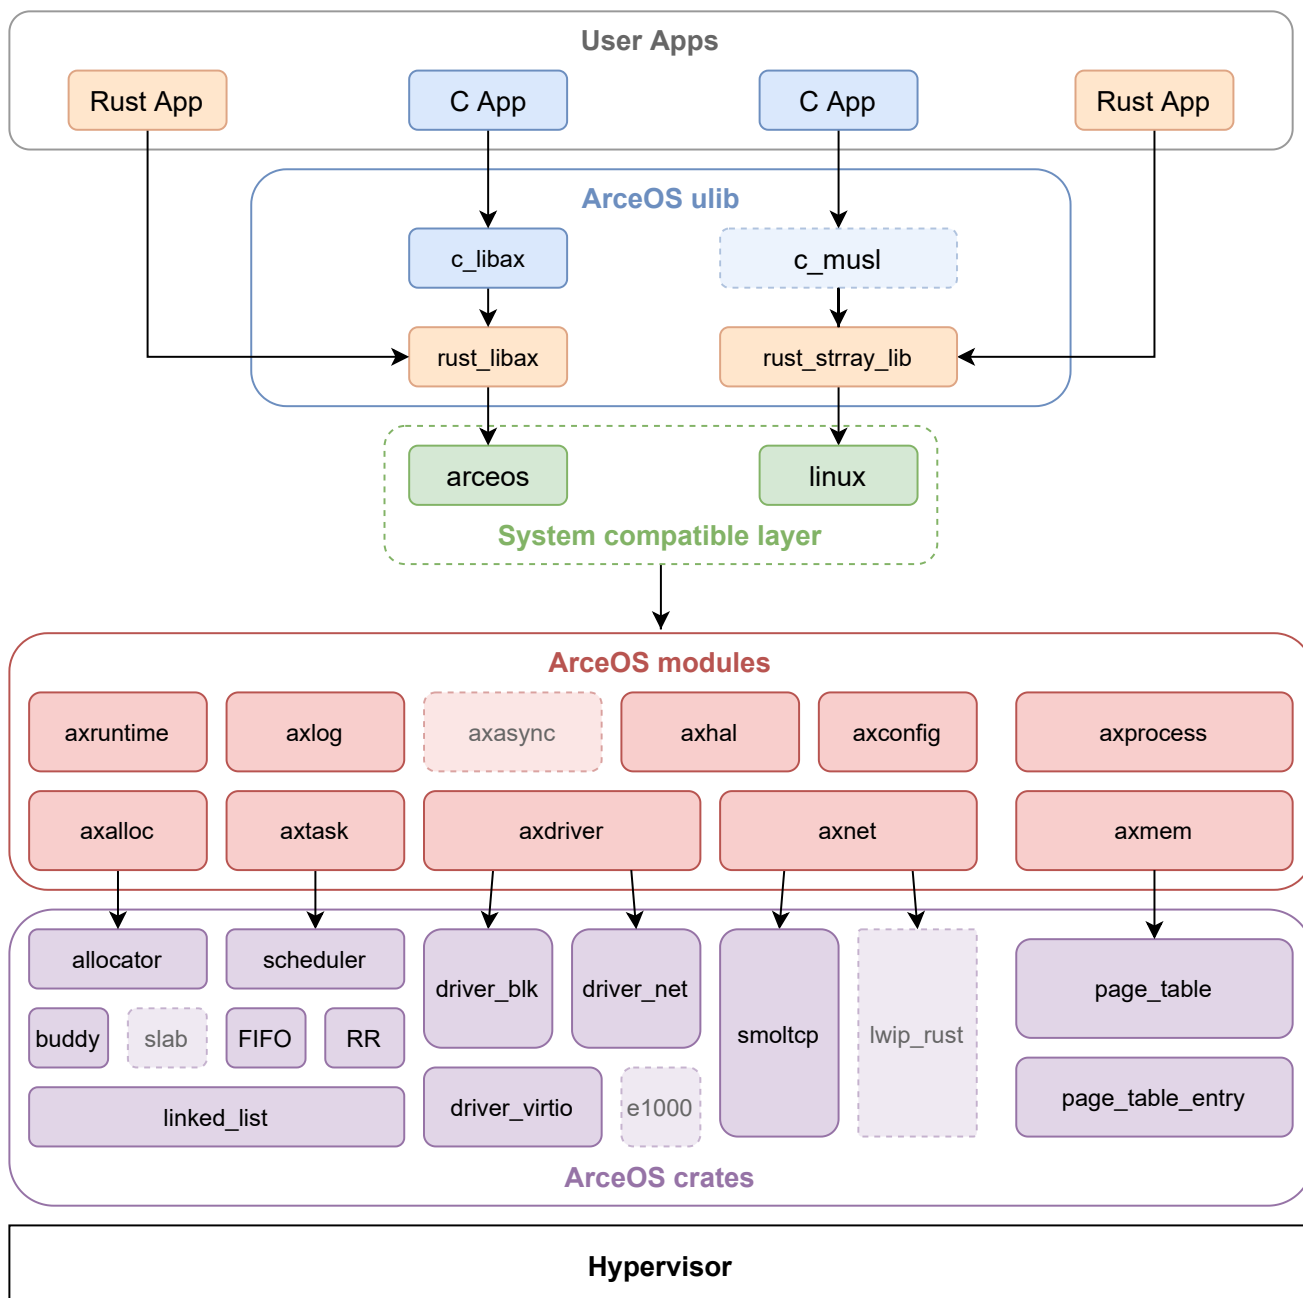 User Apps
Rust App
C App
C App
Rust App
ArceOS ulib
c_libax
c_musl
rust_libax
rust_strray_lib
arceos
linux
System compatible layer
ArceOS modules
axruntime
axlog
axasync
axhal
axconfig
axprocess
axalloc
axtask
axdriver
axnet
axmem
allocator
scheduler
driver_blk
driver_net
smoltcp
lwip_rust
page_table
buddy
slab
FIFO
RR
linked_list
driver_virtio
e1000
page_table_entry
ArceOS crates
Hypervisor